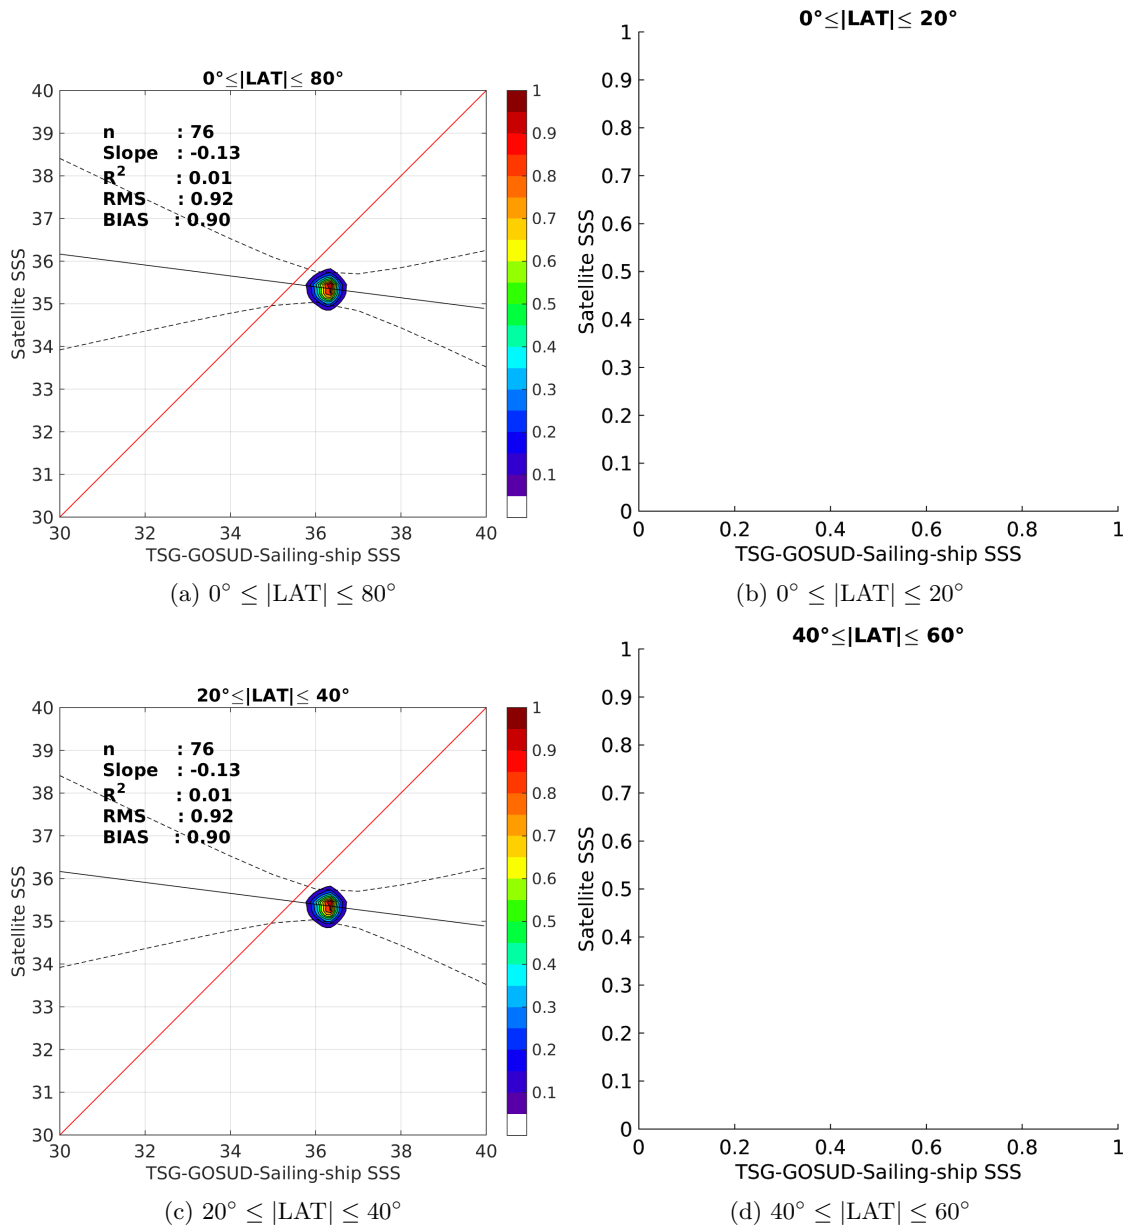 0°≤|LAT|≤ 80°
40
39
38
37
36
35
34
33
32
31
30
Satellite SSS
n : 76
Slope : -0.13
R2 : 0.01
RMS : 0.92
BIAS : 0.90
30 32 34 36 38 40
TSG-GOSUD-Sailing-ship SSS
1
0.9
0.8
0.7
0.6
0.5
0.4
0.3
0.2
0.1
(a) 0° ≤ |LAT| ≤ 80°
0°≤|LAT|≤ 20°
1
0.9
0.8
0.7
0.6
0.5
0.4
0.3
0.2
0.1
0
Satellite SSS
0 0.2 0.4 0.6 0.8 1
TSG-GOSUD-Sailing-ship SSS
(b) 0° ≤ |LAT| ≤ 20°
20°≤|LAT|≤ 40°
40
39
38
37
36
35
34
33
32
31
30
Satellite SSS
n : 76
Slope : -0.13
R2 : 0.01
RMS : 0.92
BIAS : 0.90
30 32 34 36 38 40
TSG-GOSUD-Sailing-ship SSS
1
0.9
0.8
0.7
0.6
0.5
0.4
0.3
0.2
0.1
(c) 20° ≤ |LAT| ≤ 40°
40°≤|LAT|≤ 60°
1
0.9
0.8
0.7
0.6
0.5
0.4
0.3
0.2
0.1
0
Satellite SSS
0 0.2 0.4 0.6 0.8 1
TSG-GOSUD-Sailing-ship SSS
(d) 40° ≤ |LAT| ≤ 60°